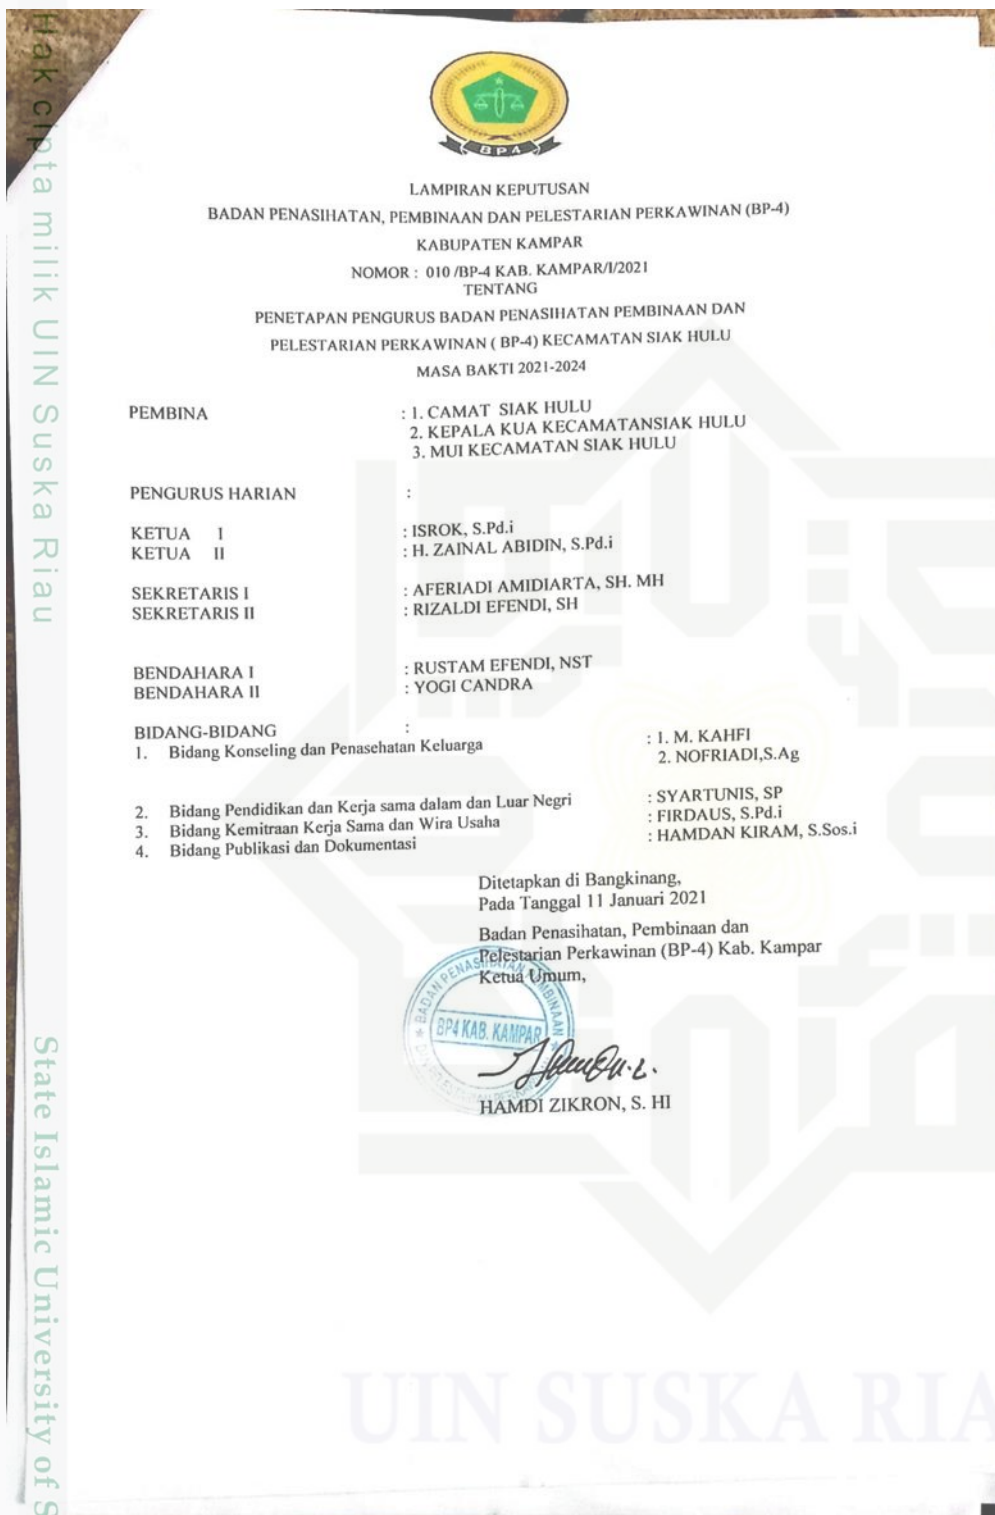 BP4
LAMPIRAN KEPUTUSAN
BADAN PENASIHATAN, PEMBINAAN DAN PELESTARIAN PERKAWINAN (BP-4)
KABUPATEN KAMPAR
NOMOR : 010 /BP-4 KAB. KAMPAR/I/2021
TENTANG
PENETAPAN PENGURUS BADAN PENASIHATAN PEMBINAAN DAN
PELESTARIAN PERKAWINAN ( BP-4) KECAMATAN SIAK HULU
MASA BAKTI 2021-2024
PEMBINA : 1. CAMAT SIAK HULU
2. KEPALA KUA KECAMATANSIAK HULU
3. MUI KECAMATAN SIAK HULU
PENGURUS HARIAN :
KETUA I : ISROK, S.Pd.i
KETUA II : H. ZAINAL ABIDIN, S.Pd.i
SEKRETARIS I : AFERIADI AMIDIARTA, SH. MH
SEKRETARIS II : RIZALDI EFENDI, SH
BENDAHARA I : RUSTAM EFENDI, NST
BENDAHARA II : YOGI CANDRA
BIDANG-BIDANG :
1. Bidang Konseling dan Penasehatan Keluarga : 1. M. KAHFI
2. NOFRIADI,S.Ag
2. Bidang Pendidikan dan Kerja sama dalam dan Luar Negri : SYARTUNIS, SP
3. Bidang Kemitraan Kerja Sama dan Wira Usaha : FIRDAUS, S.Pd.i
4. Bidang Publikasi dan Dokumentasi : HAMDAN KIRAM, S.Sos.i
Ditetapkan di Bangkinang,
Pada Tanggal 11 Januari 2021
Badan Penasihatan, Pembinaan dan
Pelestarian Perkawinan (BP-4) Kab. Kampar
Ketua Umum,
BADAN PENASIHATAN PEMBINAAN
BP4 KAB. KAMPAR
HAMDI ZIKRON, S. HI
Hak cipta milik UIN Suska Riau
State Islamic University of S
UIN SUSKA RIA